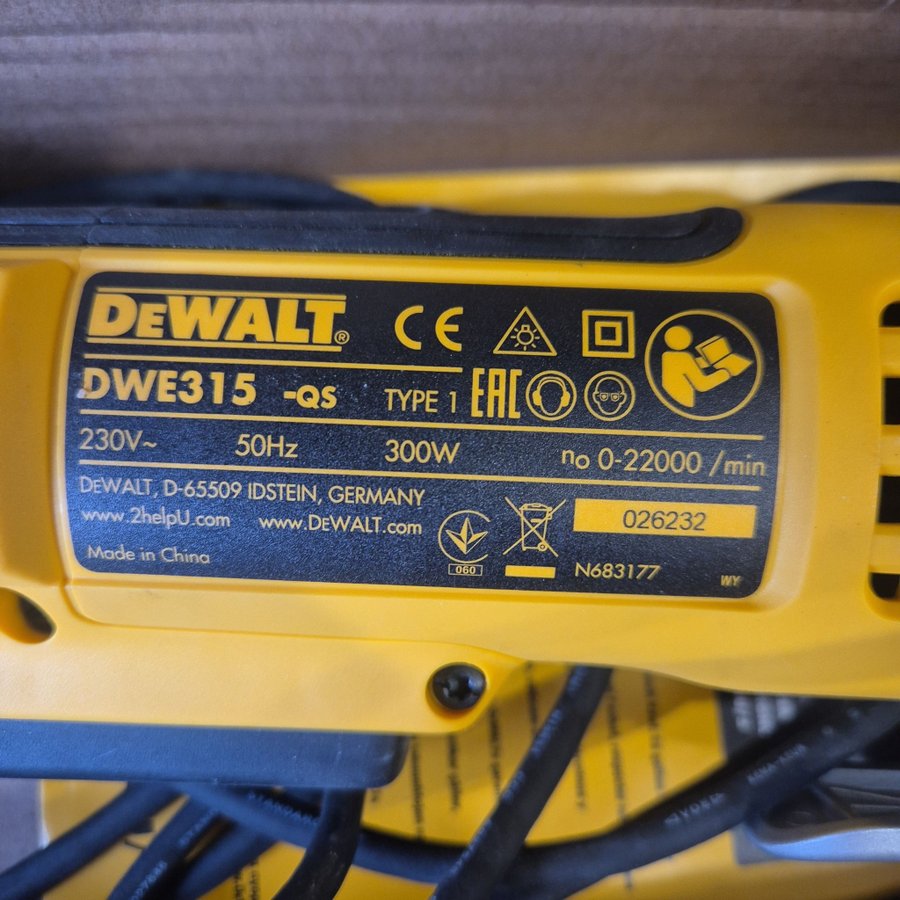 DEWALT®
DWE315 -QS TYPE 1 EAC
230V~ 50Hz 300W no 0-22000 /min
DEWALT, D-65509 IDSTEIN, GERMANY
www.2helpU.com www.DEWALT.com
026232
Made in China
060
N683177
WY